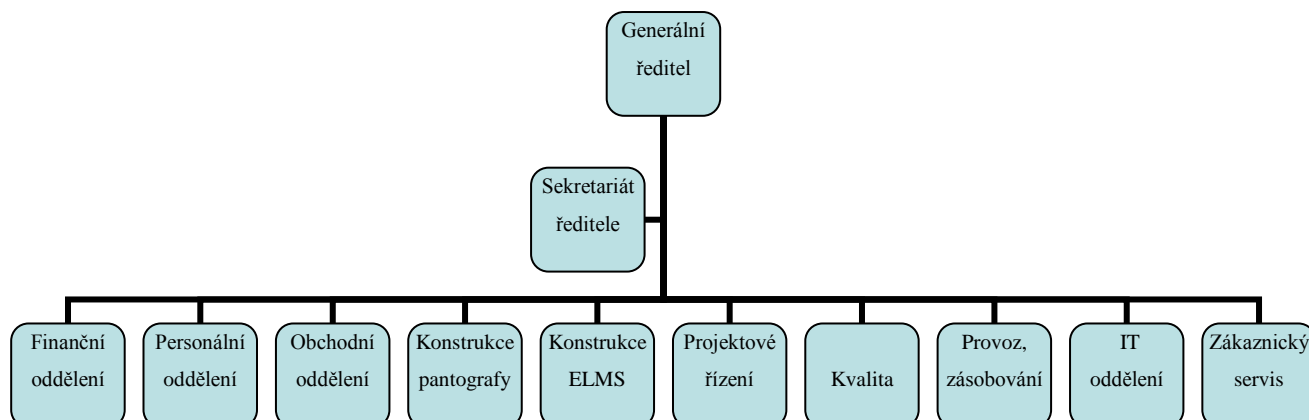 Generální
ředitel
Sekretariát
ředitele
Finanční
oddělení
Personální
oddělení
Obchodní
oddělení
Konstrukce
pantografy
Konstrukce
ELMS
Projektové
řízení
Kvalita
Provoz,
zásobování
IT
oddělení
Zákaznický
servis